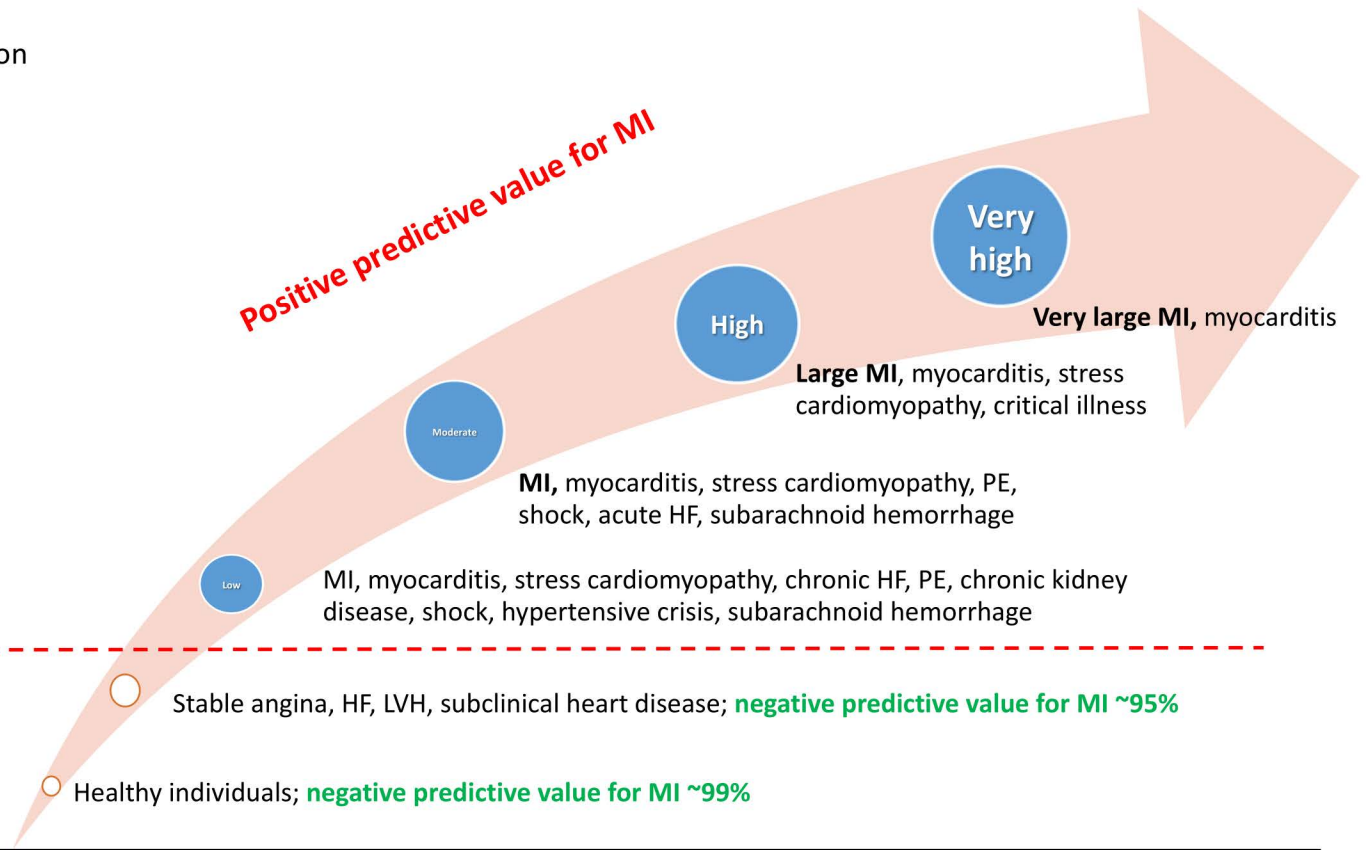 on
Positive predictive value for MI
Very
high
Very large MI, myocarditis
High
Large MI, myocarditis, stress
cardiomyopathy, critical illness
Moderate
MI, myocarditis, stress cardiomyopathy, PE,
shock, acute HF, subarachnoid hemorrhage
Low
MI, myocarditis, stress cardiomyopathy, chronic HF, PE, chronic kidney
disease, shock, hypertensive crisis, subarachnoid hemorrhage
Stable angina, HF, LVH, subclinical heart disease; negative predictive value for MI ~95%
Healthy individuals; negative predictive value for MI ~99%